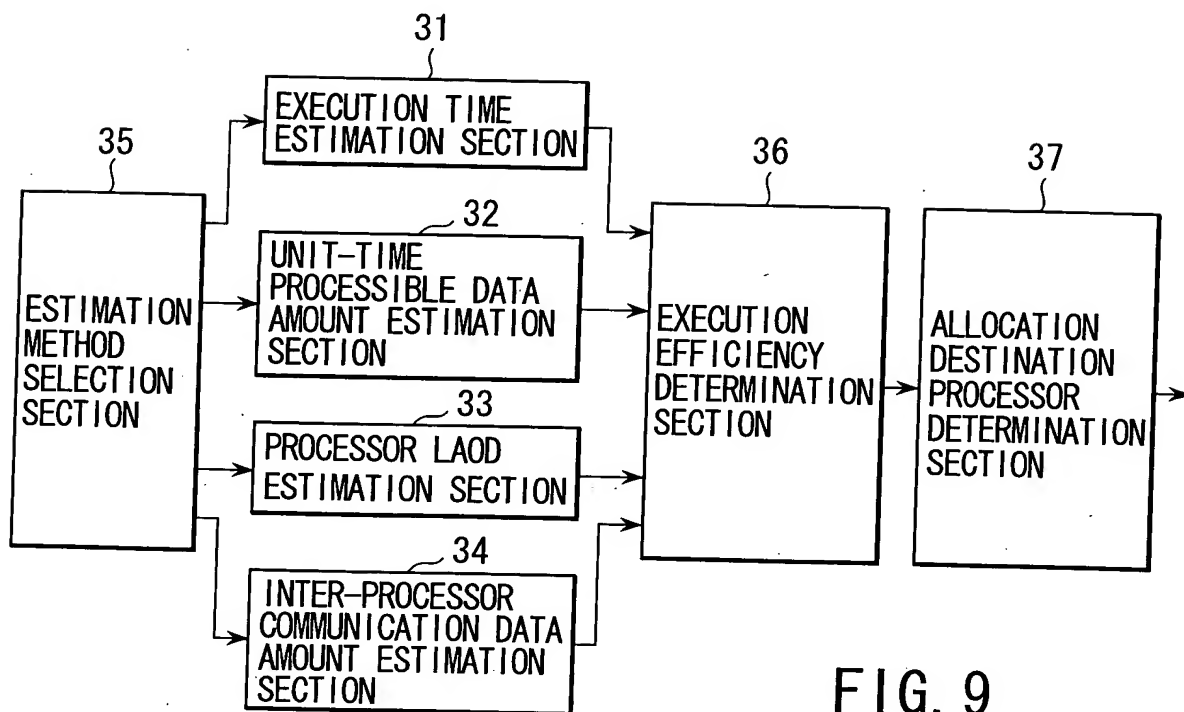 31
EXECUTION TIME
ESTIMATION SECTION
35
ESTIMATION
METHOD
SELECTION
SECTION
32
UNIT-TIME
PROCESSIBLE DATA
AMOUNT ESTIMATION
SECTION
33
PROCESSOR LAOD
ESTIMATION SECTION
34
INTER-PROCESSOR
COMMUNICATION DATA
AMOUNT ESTIMATION
SECTION
36
EXECUTION
EFFICIENCY
DETERMINATION
SECTION
37
ALLOCATION
DESTINATION
PROCESSOR
DETERMINATION
SECTION
FIG. 9